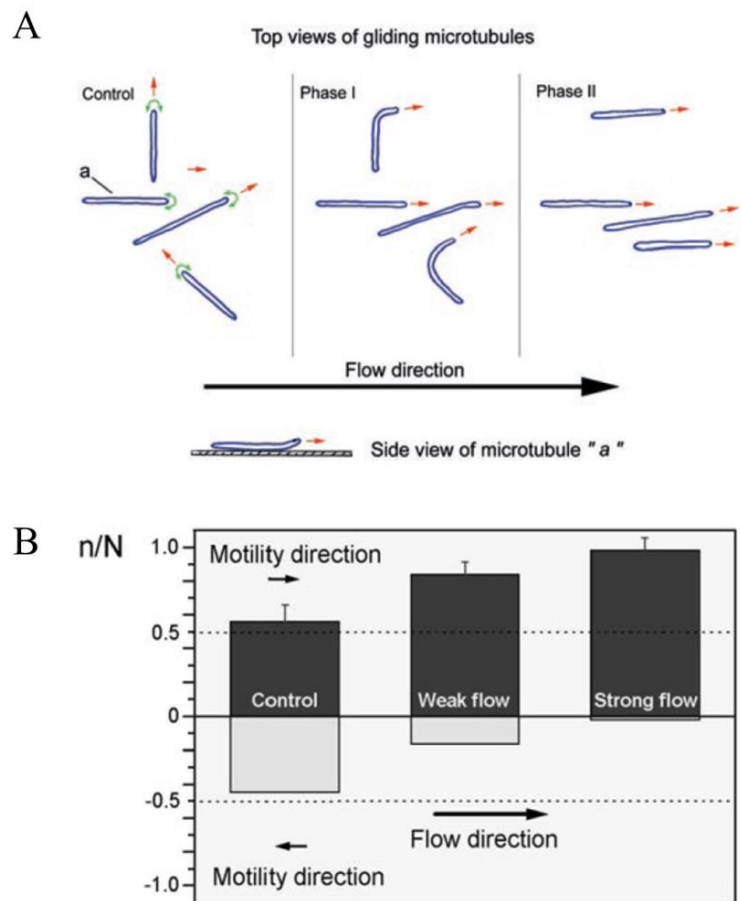 A
Top views of gliding microtubules
Control
Phase I
Phase II
a
Flow direction
Side view of microtubule "a"
B
n/N
1.0
Motility direction
0.5
Control
Weak flow
Strong flow
0
-0.5
Flow direction
Motility direction
-1.0